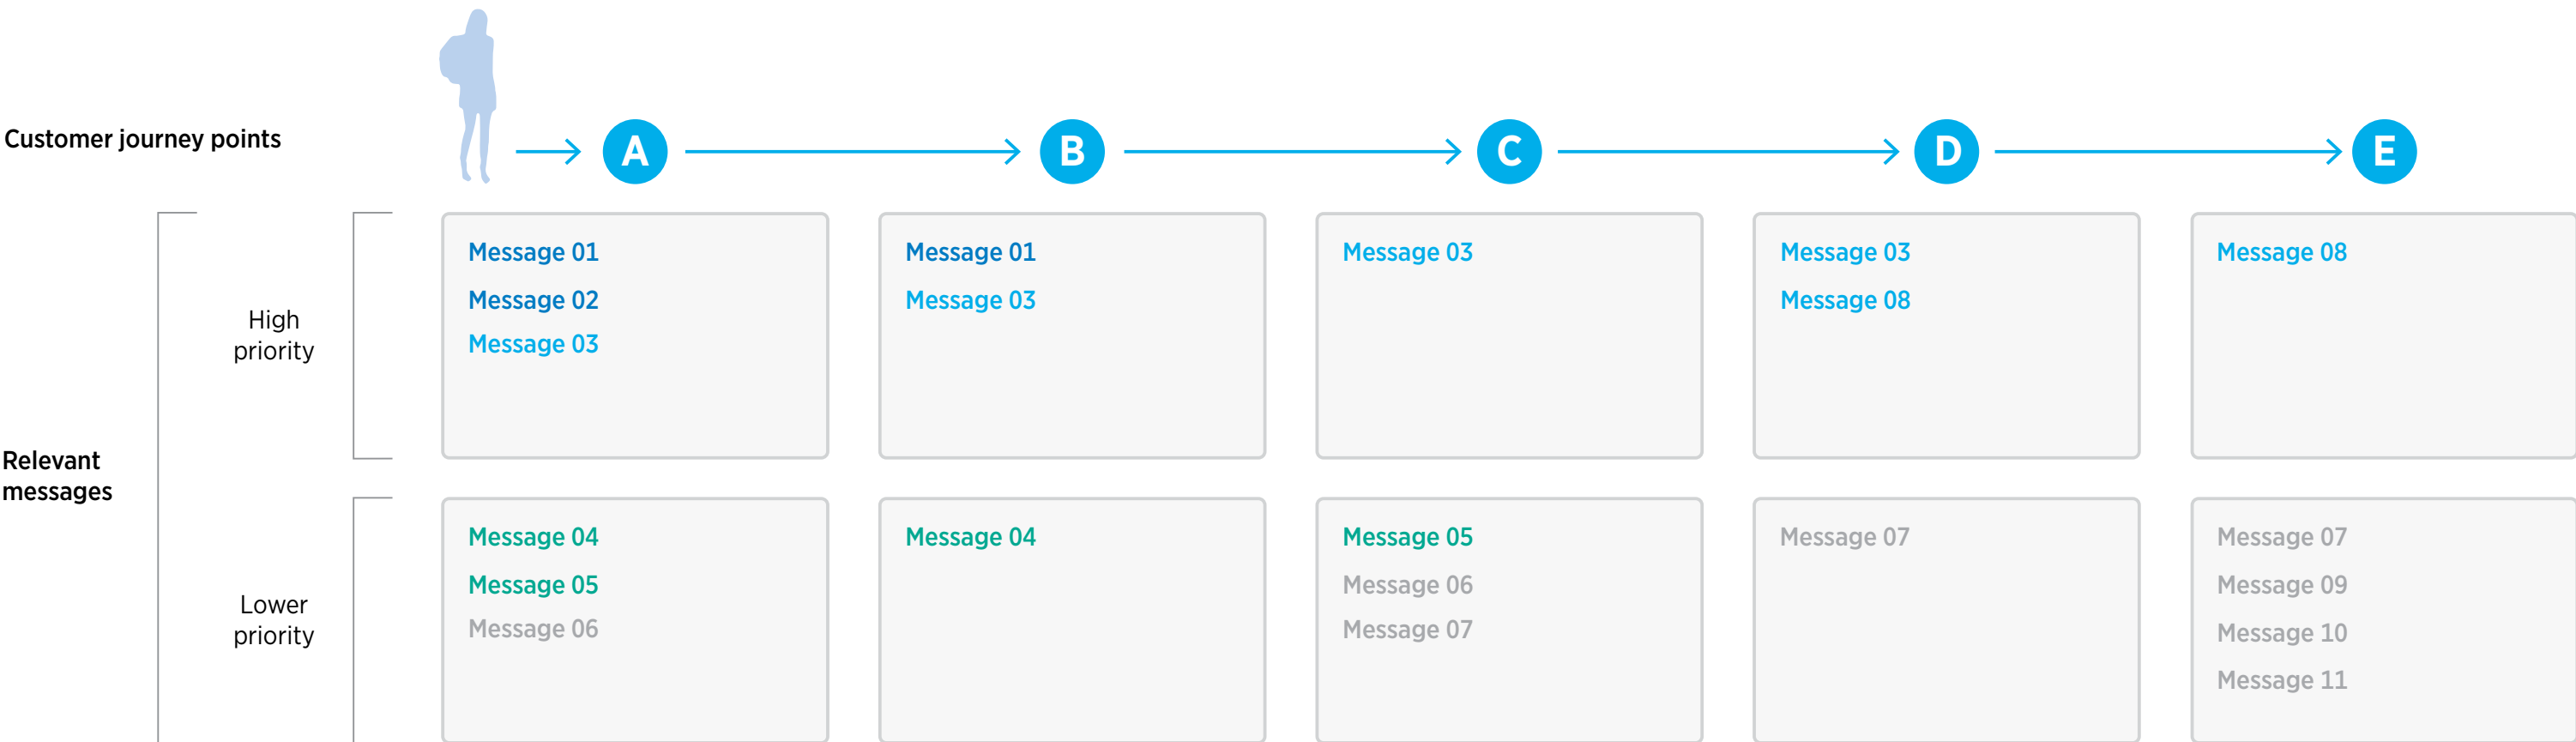 Customer journey points
A
B
C
D
E
Relevant
messages
High
priority
Message 01
Message 02
Message 03
Message 01
Message 03
Message 03
Message 03
Message 08
Message 08
Lower
priority
Message 04
Message 05
Message 06
Message 04
Message 05
Message 06
Message 07
Message 07
Message 07
Message 09
Message 10
Message 11